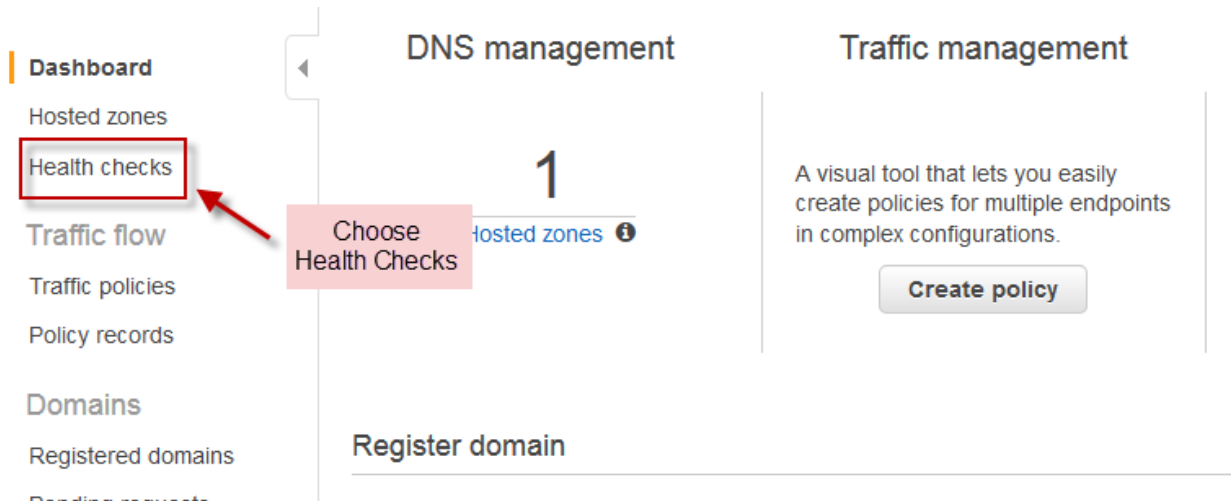 Dashboard
Hosted zones
Health checks
Traffic flow
Traffic policies
Policy records
Domains
Registered domains
Choose
Health Checks
DNS management
1
Hosted zones
Traffic management
A visual tool that lets you easily
create policies for multiple endpoints
in complex configurations.
Create policy
Register domain